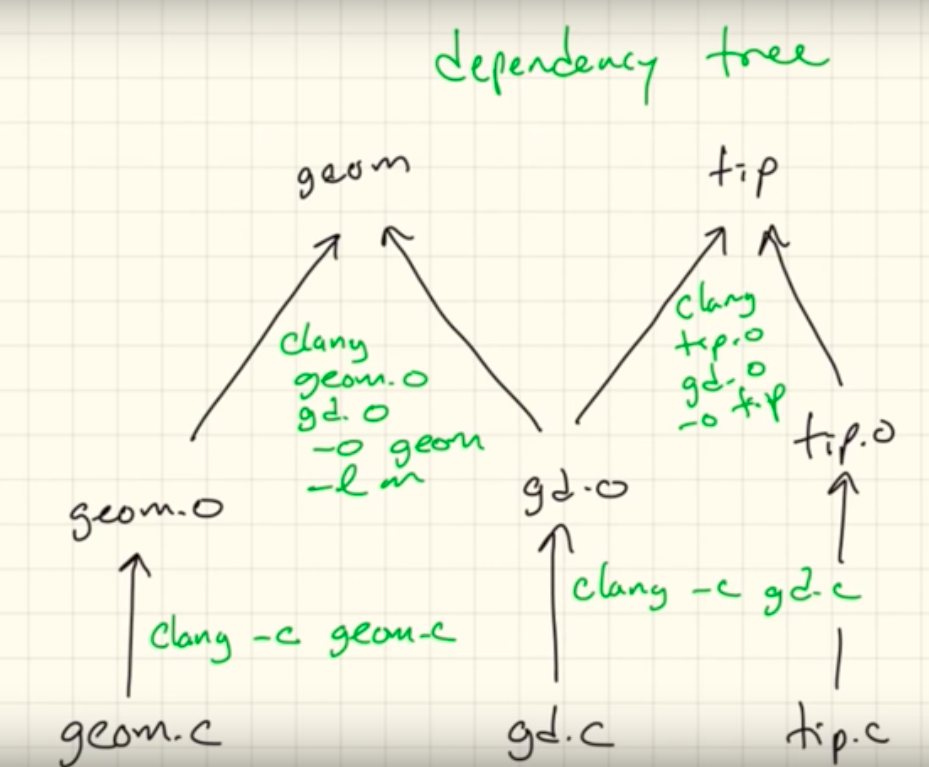 dependency tree
geom
tip
clang
geom.o
gd.o
-o geom
-lm
clang
tip.o
gd.o
-o tip
geom.o
gd.o
tip.o
clang -c geom.c
clang -c gd.c
geom.c
gd.c
tip.c